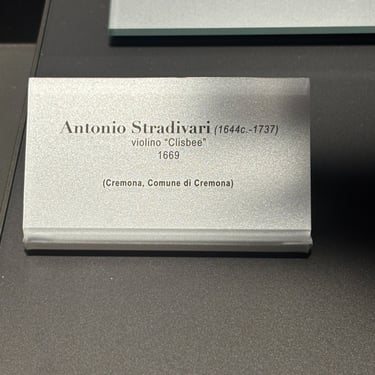 Antonio Stradivari (1644c.-1737)
violino "Clisbee"
1669
(Cremona, Comune di Cremona)